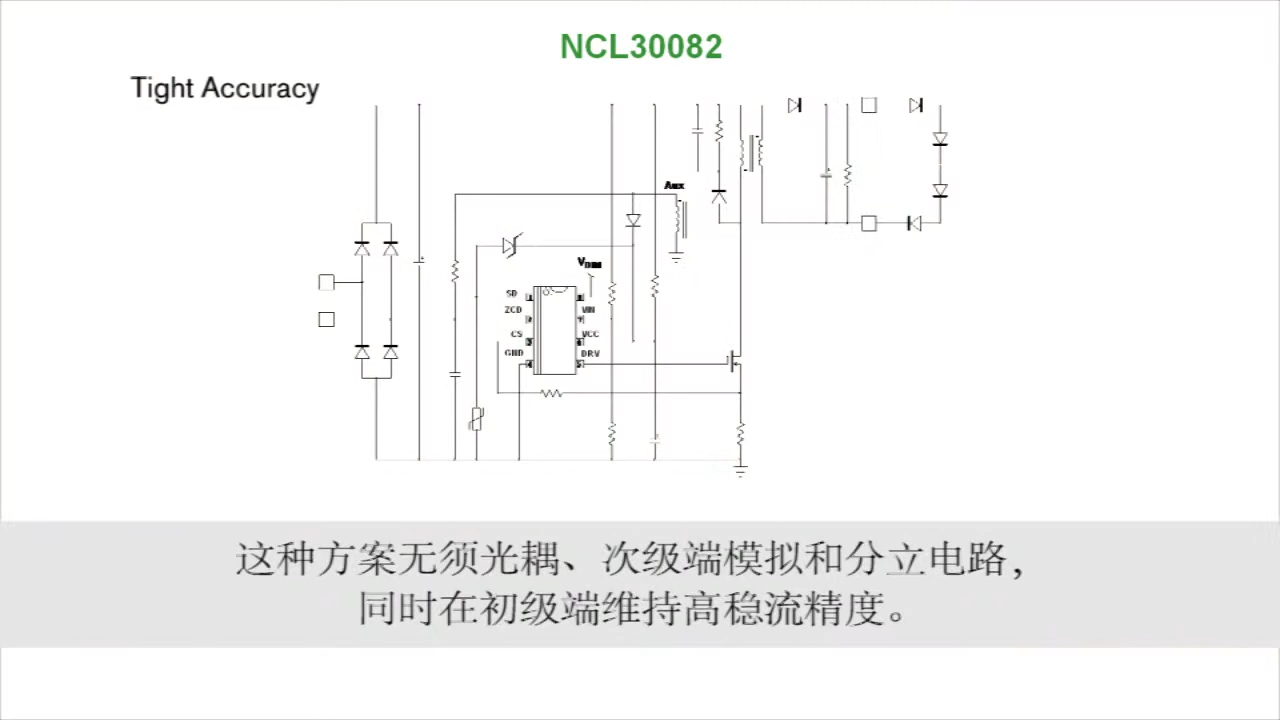 NCL30082
Tight Accuracy
Aux
VDIM
SD
ZCD
VIN
CS
VCC
GND
DRV
这种方案无须光耦、次级端模拟和分立电路，
同时在初级端维持高稳流精度。